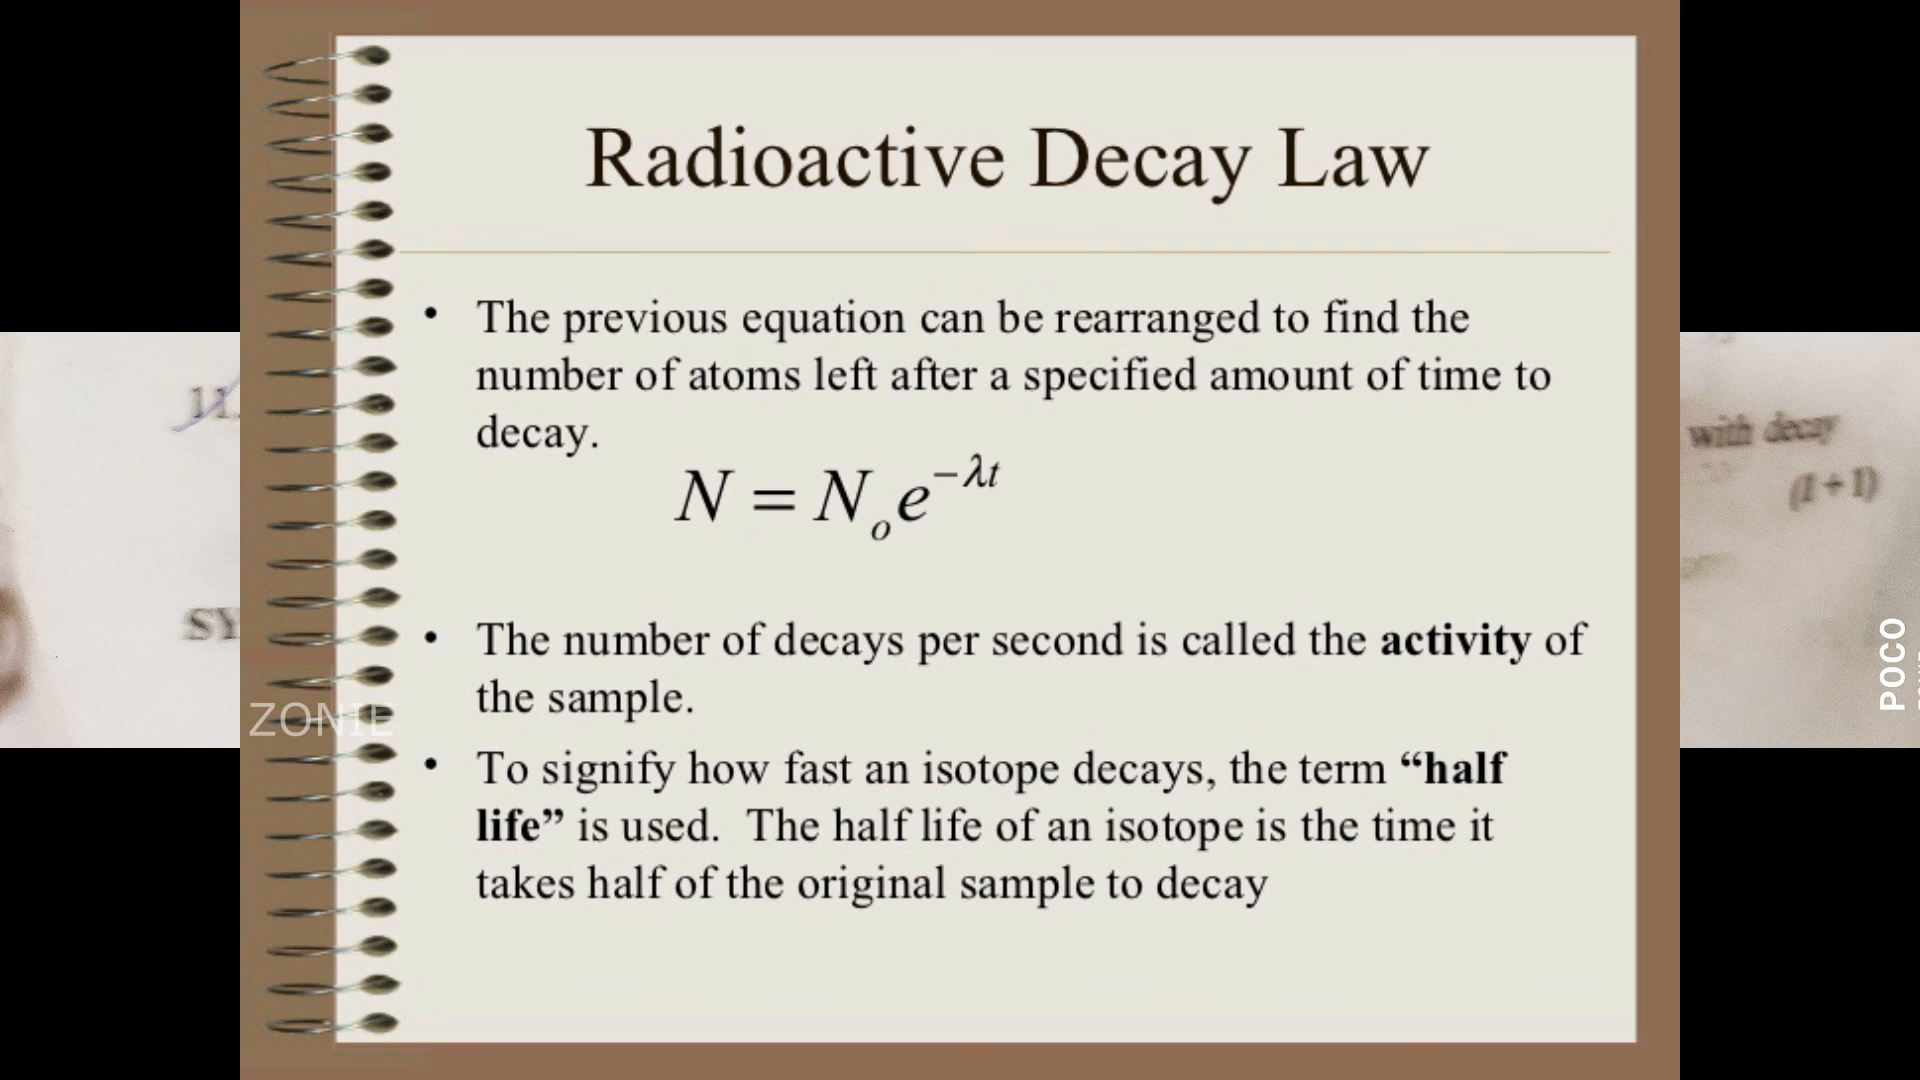 Radioactive Decay Law
• The previous equation can be rearranged to find the
number of atoms left after a specified amount of time to
decay.
N = Nₒe^−λt
• The number of decays per second is called the activity of
the sample.
• To signify how fast an isotope decays, the term “half
life” is used. The half life of an isotope is the time it
takes half of the original sample to decay
ZONIE
11.
SY
with decay
(1+1)
POCO